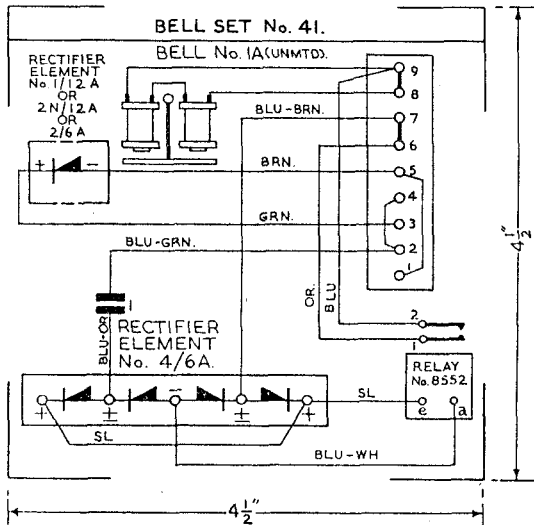 BELL SET No. 41.
BELL No. 1A (UNMTD).
RECTIFIER
ELEMENT
No. 1/12 A
OR
2N/12A
OR
2/6A
+ −
9
8
BLU-BRN.
7
6
BRN.
5
4
GRN.
3
BLU-GRN.
2
1
OR.
BLU
1
BLU-OR
RECTIFIER
ELEMENT
No. 4/6A.
2
1
RELAY
No. 8552
e a
+ ± − ± +
SL
SL
BLU-WH
4½"
4½"